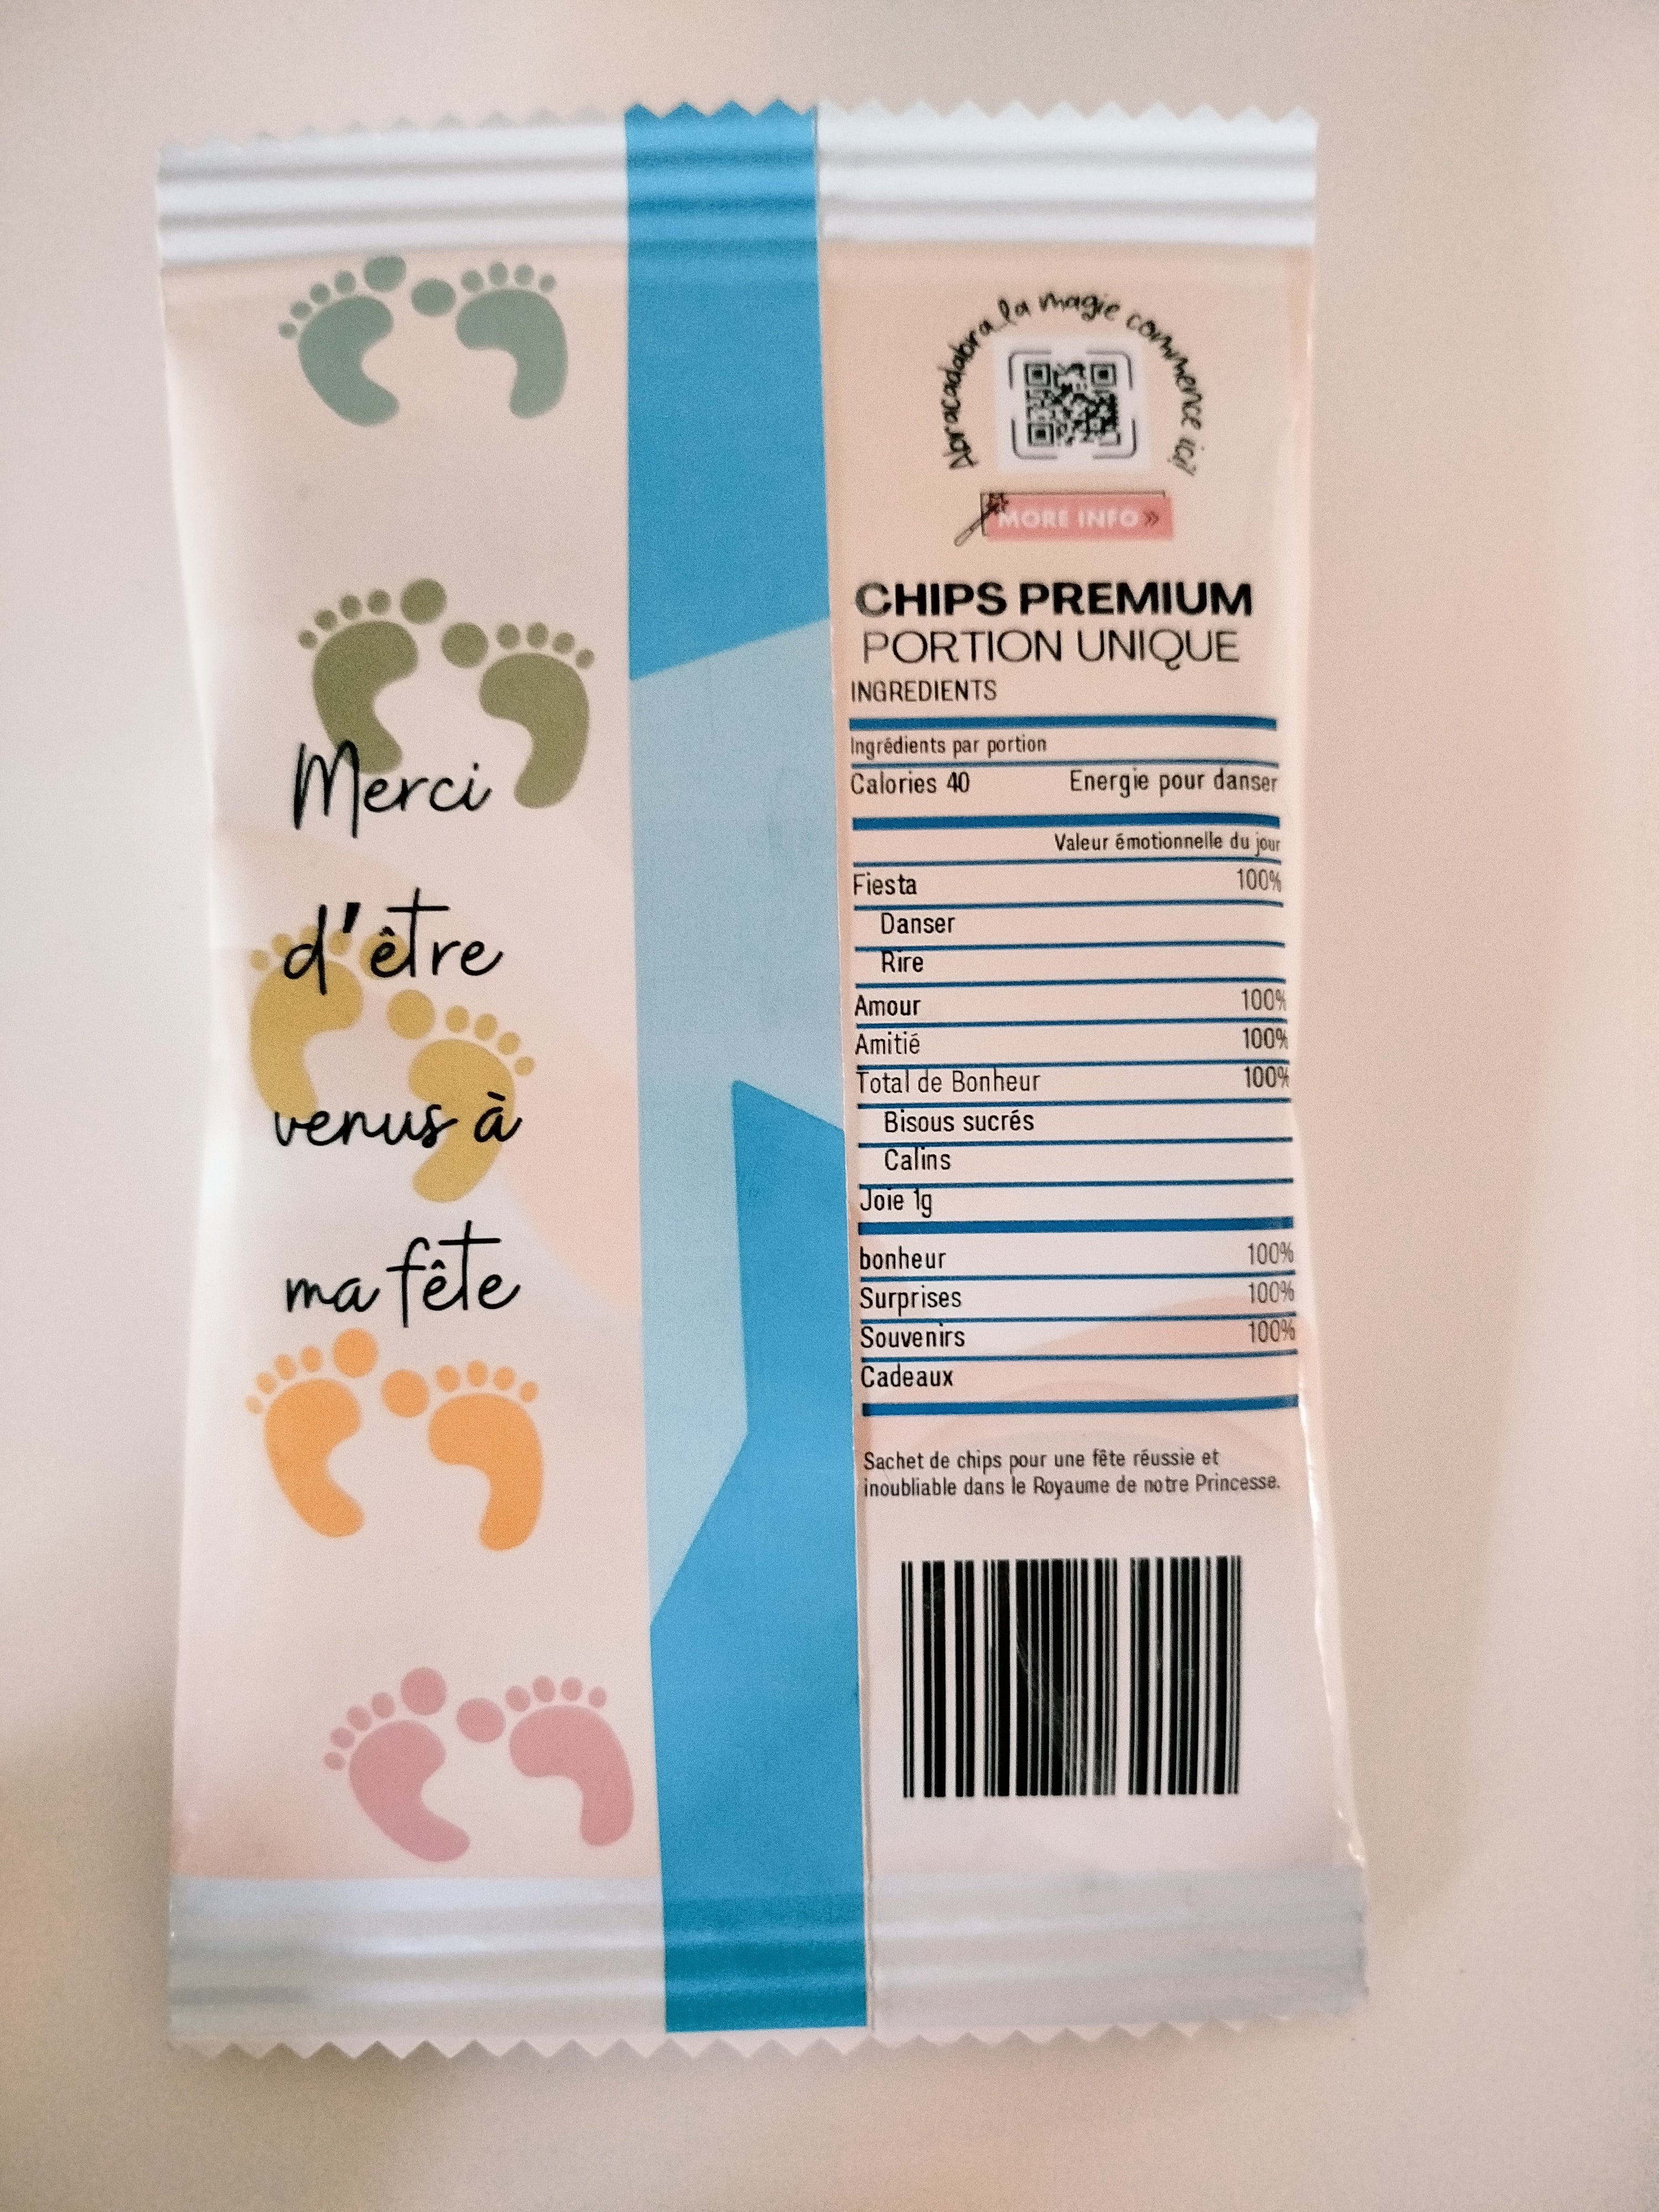 Merci
d'être
venus à
ma fête
Abracadabra la magie commence ici!
MORE INFO»
CHIPS PREMIUM
PORTION UNIQUE
INGREDIENTS
Ingrédients par portion
Calories 40 Energie pour danser
Valeur émotionnelle du jour
Fiesta 100%
Danser
Rire
Amour 100%
Amitié 100%
Total de Bonheur 100%
Bisous sucrés
Calins
Joie 1g
bonheur 100%
Surprises 100%
Souvenirs 100%
Cadeaux
Sachet de chips pour une fête réussie et
inoubliable dans le Royaume de notre Princesse.